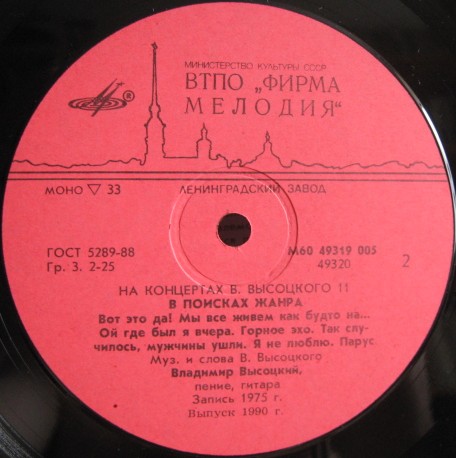 МИНИСТЕРСТВО КУЛЬТУРЫ СССР
ВТПО „ФИРМА
МЕЛОДИЯ“
®
МОНО ▽ 33 ЛЕНИНГРАДСКИЙ ЗАВОД
ГОСТ 5289-88 М60 49319 005
Гр. 3. 2-25 49320 2
НА КОНЦЕРТАХ В. ВЫСОЦКОГО 11
В ПОИСКАХ ЖАНРА
Вот это да! Мы все живем как будто на...
Ой где был я вчера. Горное эхо. Так слу-
чилось, мужчины ушли. Я не люблю. Парус
Муз. и слова В. Высоцкого
Владимир Высоцкий,
пение, гитара
Запись 1975 г.
Выпуск 1990 г.